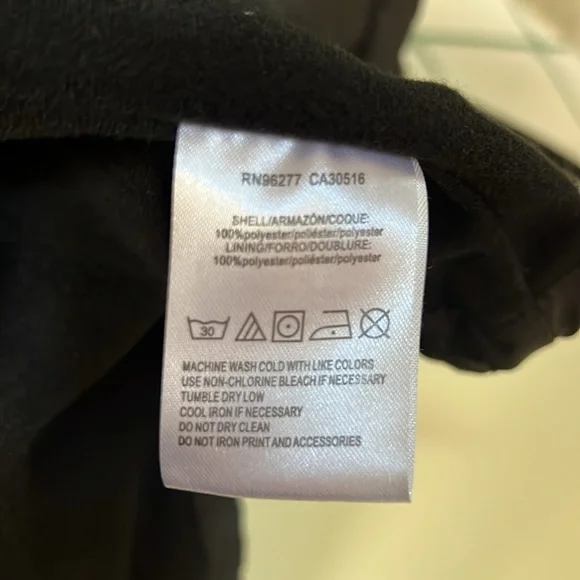 RN96277 CA30516
SHELL/ARMAZÓN/COQUE:
100%polyester/poliéster/polyester
LINING/FORRO/DOUBLURE:
100%polyester/poliéster/polyester
30
MACHINE WASH COLD WITH LIKE COLORS
USE NON-CHLORINE BLEACH IF NECESSARY
TUMBLE DRY LOW
COOL IRON IF NECESSARY
DO NOT DRY CLEAN
DO NOT IRON PRINT AND ACCESSORIES